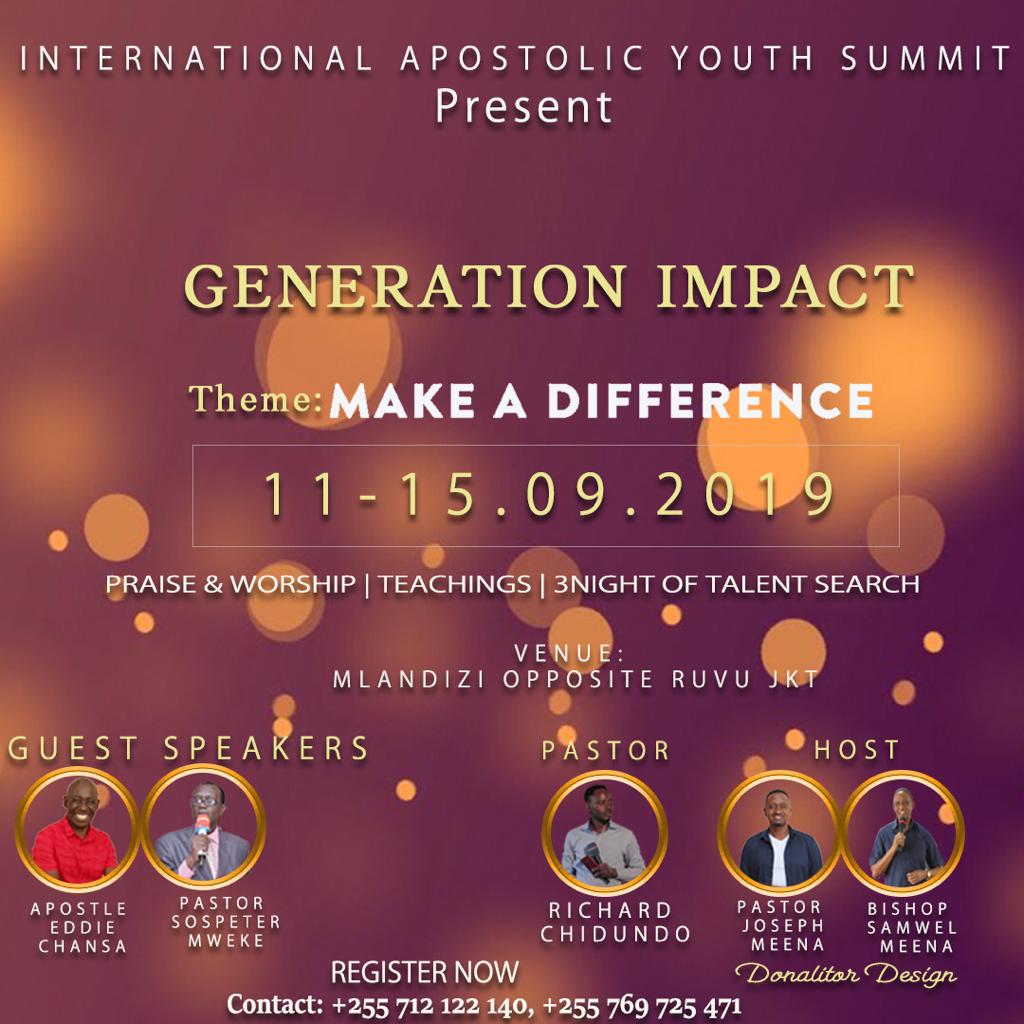 INTERNATIONAL APOSTOLIC YOUTH SUMMIT
Present
GENERATION IMPACT
Theme: MAKE A DIFFERENCE
11-15.09.2019
PRAISE & WORSHIP | TEACHINGS | 3NIGHT OF TALENT SEARCH
VENUE:
MLANDIZI OPPOSITE RUVU JKT
GUEST SPEAKERS
APOSTLE
EDDIE
CHANSA
PASTOR
SOSPETER
MWEKE
PASTOR
RICHARD
CHIDUNDO
HOST
PASTOR
JOSEPH
MEENA
BISHOP
SAMWEL
MEENA
Donalitor Design
REGISTER NOW
Contact: +255 712 122 140, +255 769 725 471